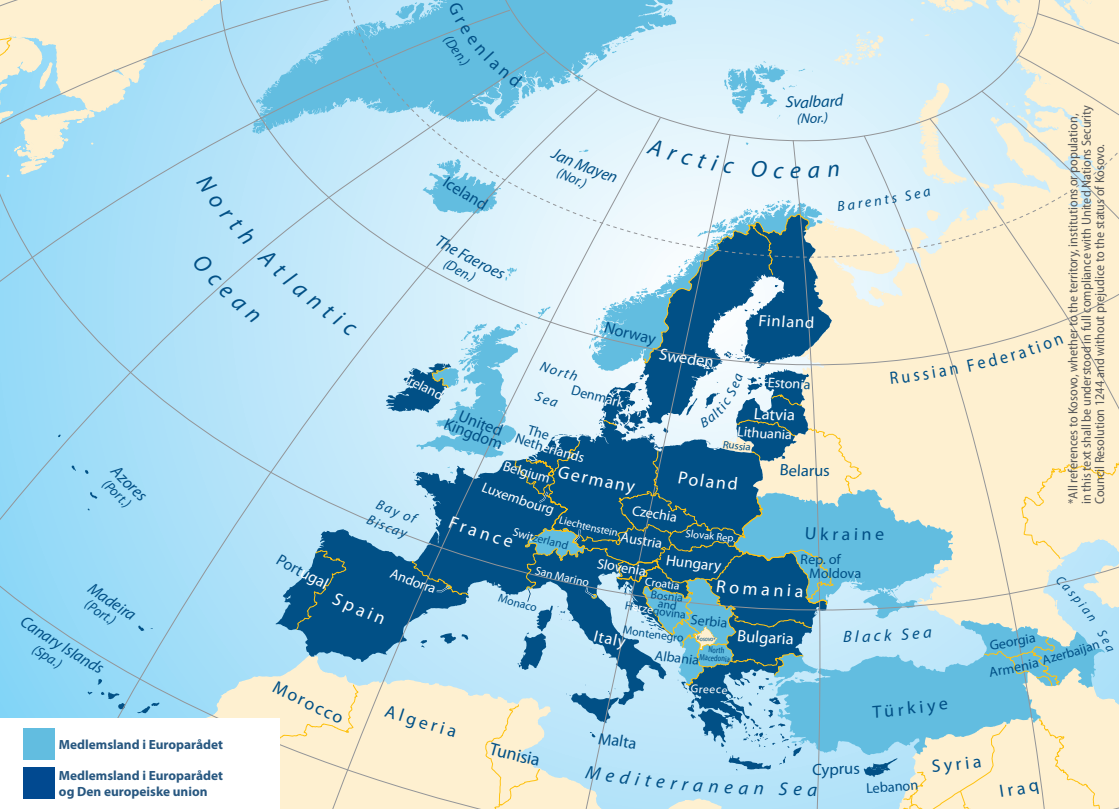 Greenland
(Den.)
Svalbard
(Nor.)
Arctic Ocean
Jan Mayen
(Nor.)
Barents Sea
Iceland
North Atlantic
Ocean
The Faeroes
(Den.)
Norway
Sweden
Finland
Russian Federation
North
Sea
Denmark
Baltic Sea
Estonia
Latvia
Lithuania
Russia
Belarus
Ireland
United
Kingdom
The
Netherlands
Belgium
Luxembourg
Germany
Poland
Czechia
Slovak Rep.
Ukraine
Rep. of
Moldova
Liechtenstein
Austria
Switzerland
France
Bay of
Biscay
Azores
(Port.)
Madeira
(Port.)
Canary Islands
(Spa.)
Portugal
Spain
Andorra
Monaco
San Marino
Slovenia
Hungary
Croatia
Romania
Bosnia
and
Herzegovina
Serbia
Montenegro
Kosovo*
Bulgaria
Albania
North
Macedonia
Italy
Greece
Black Sea
Caspian Sea
Georgia
Armenia
Azerbaijan
Türkiye
Morocco
Algeria
Tunisia
Malta
Mediterranean Sea
Cyprus
Lebanon
Syria
Iraq
*All references to Kosovo, whether to the territory, institutions or population,
in this text shall be understood in full compliance with United Nations Security
Council Resolution 1244 and without prejudice to the status of Kosovo.
Medlemsland i Europarådet
Medlemsland i Europarådet
og Den europeiske union